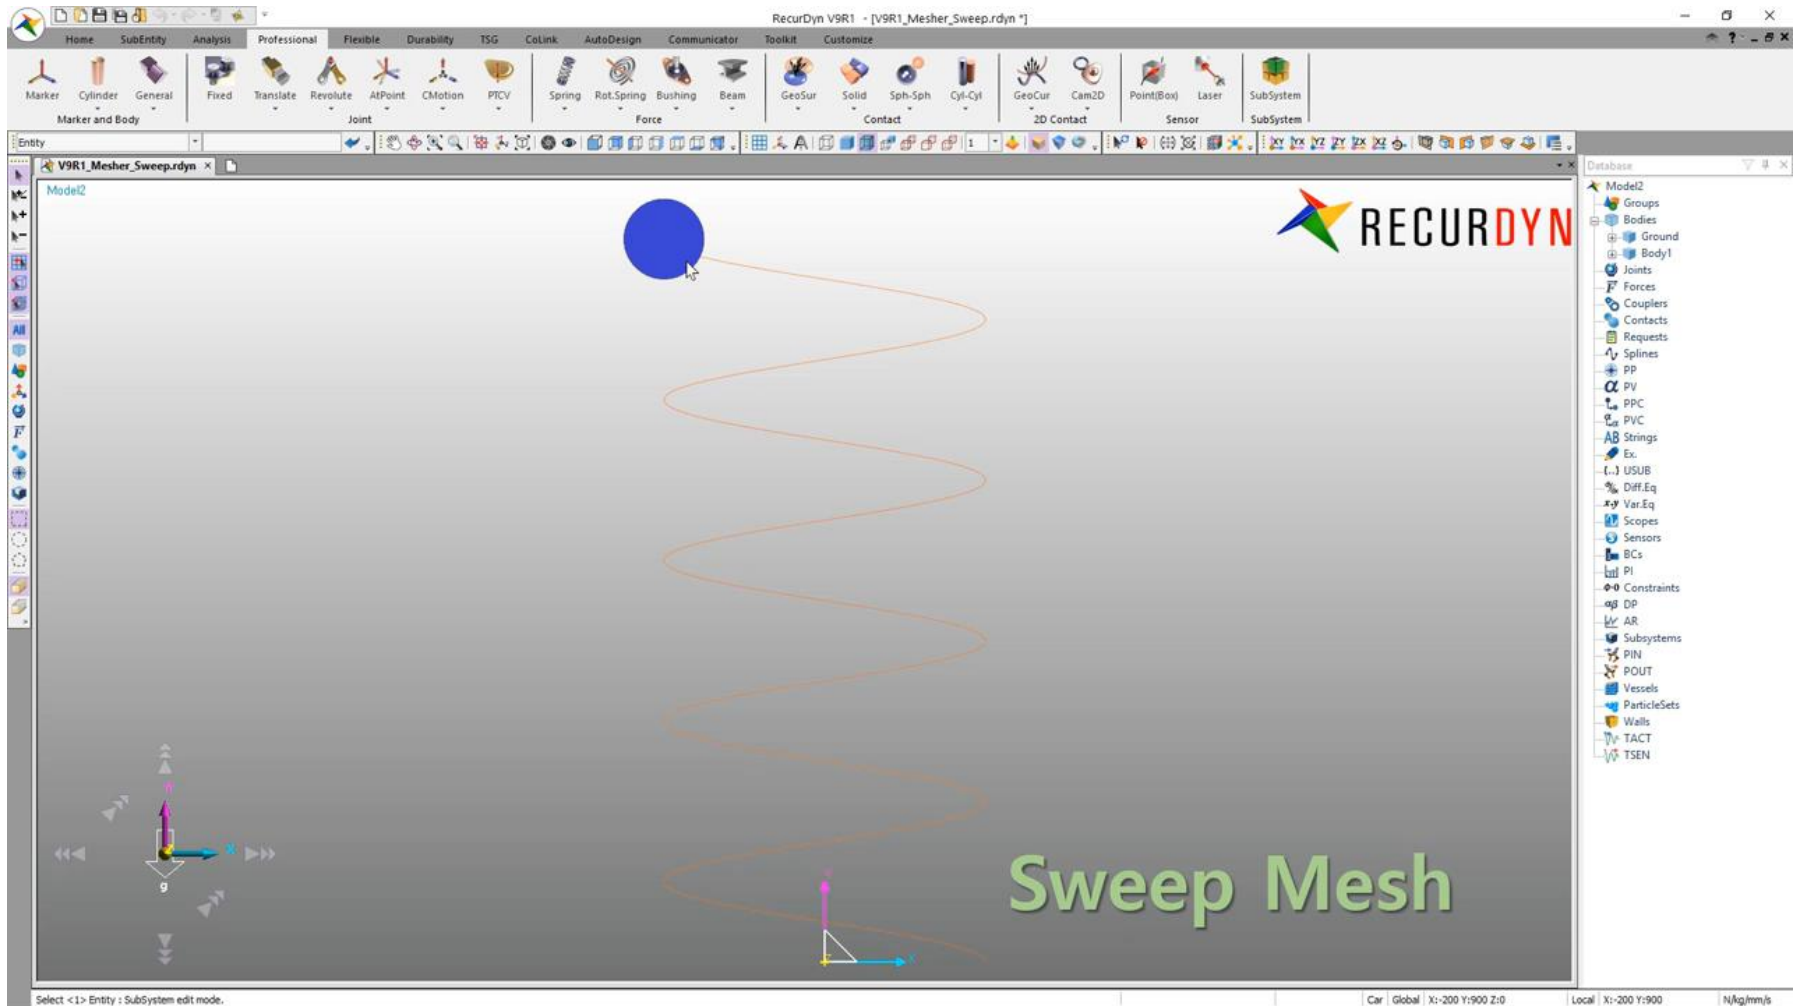 RecurDyn V9R1 - [V9R1_Mesher_Sweep.rdyn *]
Home SubEntity Analysis Professional Flexible Durability TSG CoLink AutoDesign Communicator Toolkit Customize
Marker Cylinder General Fixed Translate Revolute AtPoint CMotion PTCV Spring Rot.Spring Bushing Beam GeoSur Solid Sph-Sph Cyl-Cyl GeoCur Cam2D Point(Box) Laser SubSystem
Marker and Body Joint Force Contact 2D Contact Sensor SubSystem
Entity 1
V9R1_Mesher_Sweep.rdyn
Database
Model2
RECURDYN
All
Model2
Groups
Bodies
Ground
Body1
Joints
Forces
Couplers
Contacts
Requests
Splines
PP
PV
PPC
PVC
AB Strings
Ex.
{..} USUB
Diff.Eq
x-y Var.Eq
Scopes
Sensors
BCs
PI
Constraints
αβ DP
AR
Subsystems
PIN
POUT
Vessels
ParticleSets
Walls
TACT
TSEN
X
g
Sweep Mesh
X
Select <1> Entity : SubSystem edit mode.
Car Global X:-200 Y:900 Z:0 Local X:-200 Y:900 N/kg/mm/s